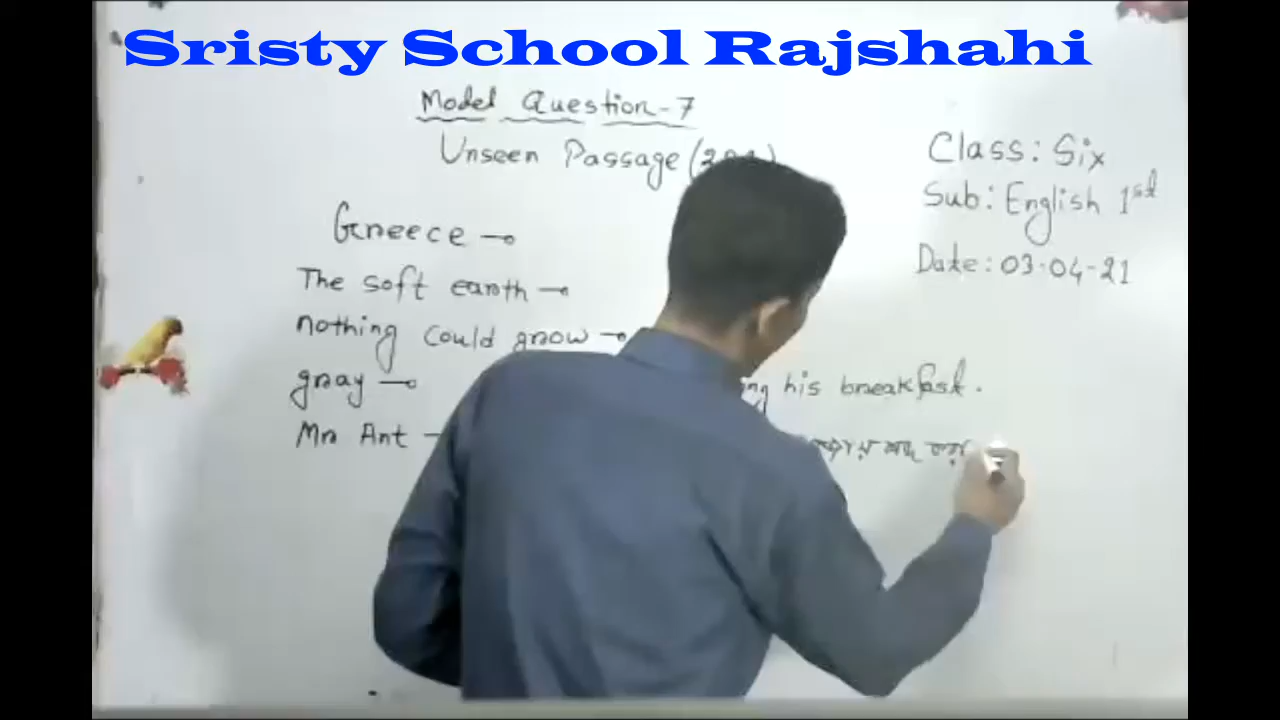 Sristy School Rajshahi
Model Question-7
Unseen Passage
Class: Six
Sub: English 1st
Date: 03-04-21
Greece
The soft earth
nothing could grow
gray
his breakfast.
Mr Ant